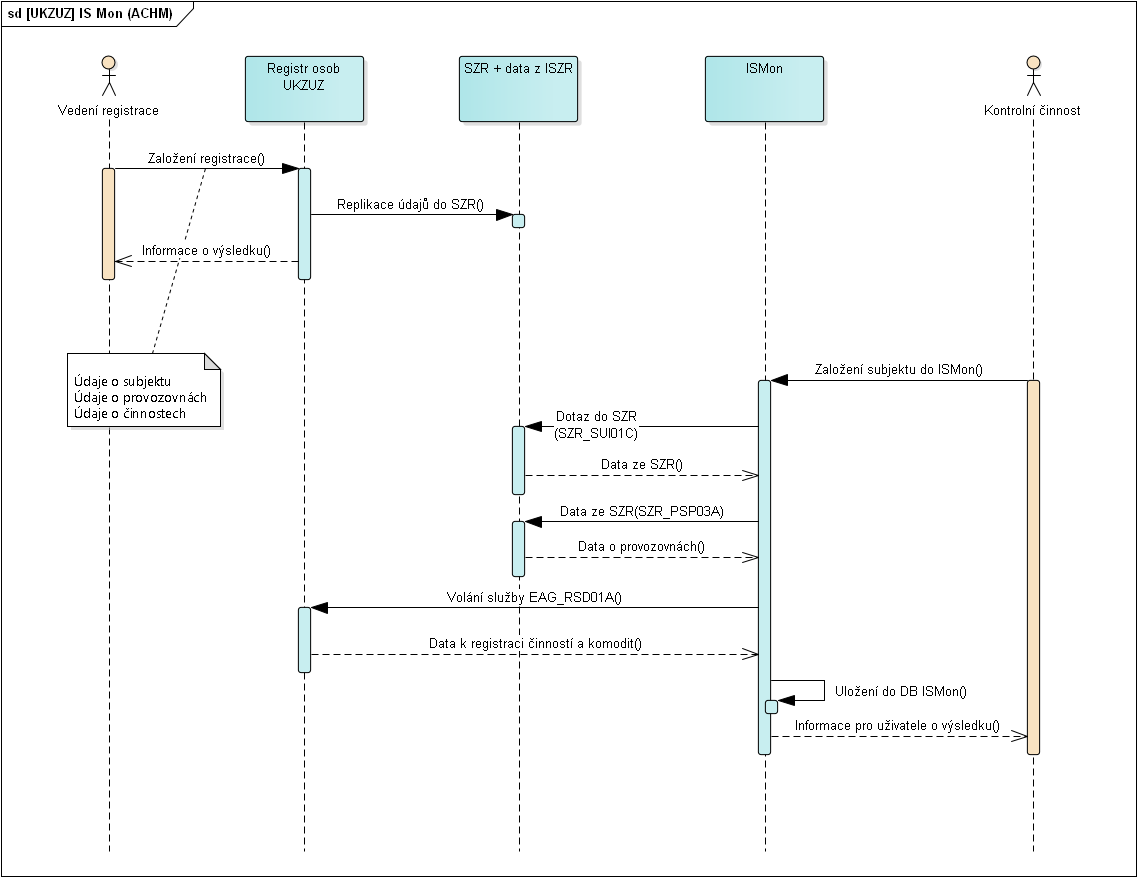 sd [UKZUZ] IS Mon (ACHM)
Vedení registrace
Registr osob
UKZUZ
SZR + data z ISZR
ISMon
Kontrolní činnost
Založení registrace()
Replikace údajů do SZR()
Informace o výsledku()
Údaje o subjektu
Údaje o provozovnách
Údaje o činnostech
Založení subjektu do ISMon()
Dotaz do SZR
(SZR_SUI01C)
Data ze SZR()
Data ze SZR(SZR_PSP03A)
Data o provozovnách()
Volání služby EAG_RSD01A()
Data k registraci činností a komodit()
Uložení do DB ISMon()
Informace pro uživatele o výsledku()